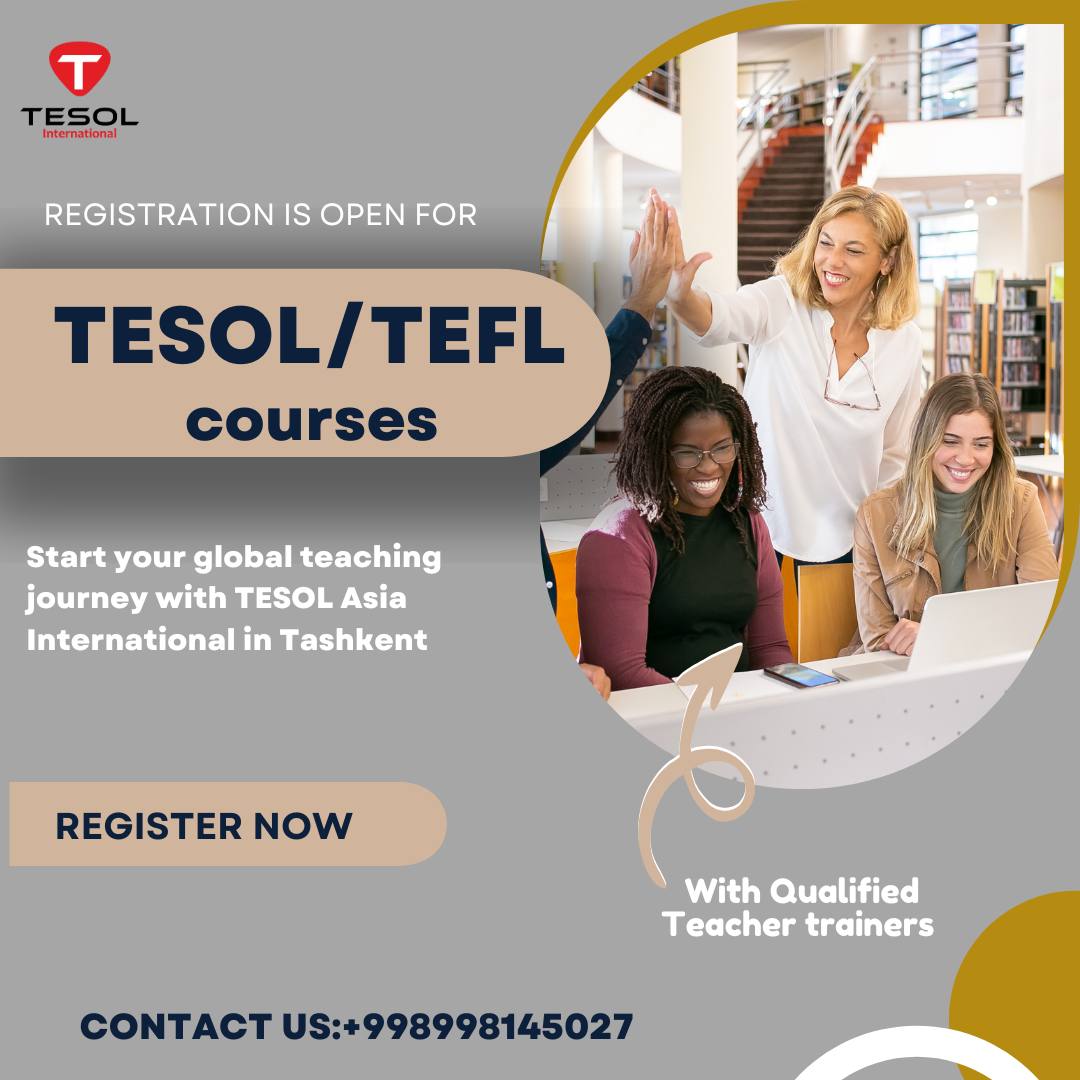 T
TESOL
International
REGISTRATION IS OPEN FOR
TESOL/TEFL
courses
Start your global teaching
journey with TESOL Asia
International in Tashkent
REGISTER NOW
With Qualified
Teacher trainers
CONTACT US:+998998145027